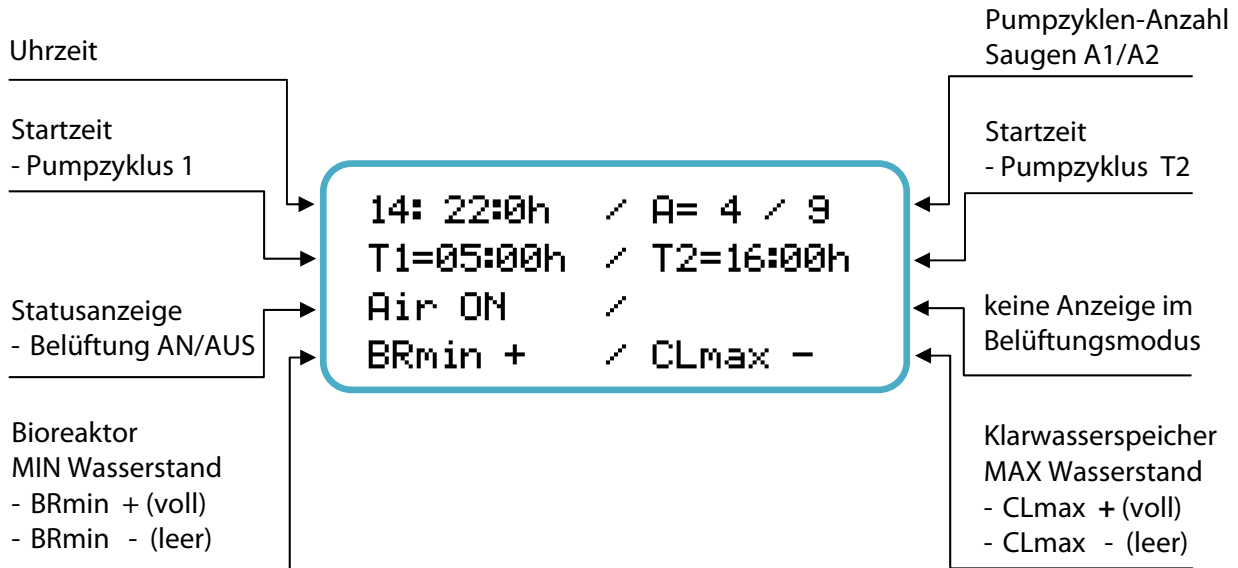 Uhrzeit
Startzeit
- Pumpzyklus 1
Statusanzeige
- Belüftung AN/AUS
Bioreaktor
MIN Wasserstand
- BRmin + (voll)
- BRmin - (leer)
14: 22:0h / A= 4 / 9
T1=05:00h / T2=16:00h
Air ON /
BRmin + / CLmax -
Pumpzyklen-Anzahl
Saugen A1/A2
Startzeit
- Pumpzyklus T2
keine Anzeige im
Belüftungsmodus
Klarwasserspeicher
MAX Wasserstand
- CLmax + (voll)
- CLmax - (leer)